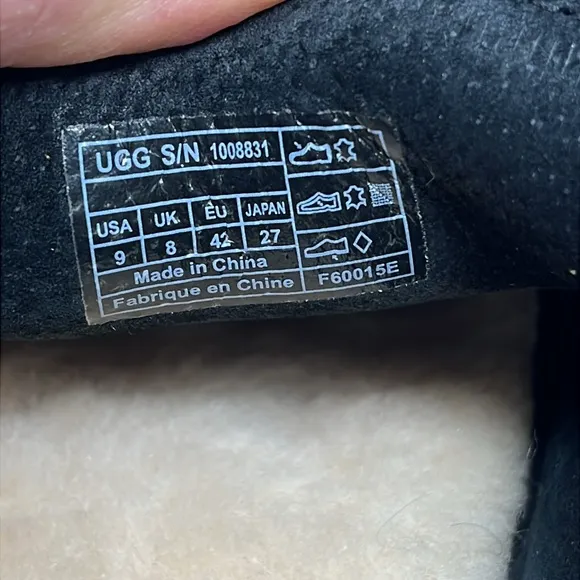 UGG S/N 1008831
USA UK EU JAPAN
9 8 42 27
Made in China
Fabrique en Chine F60015E